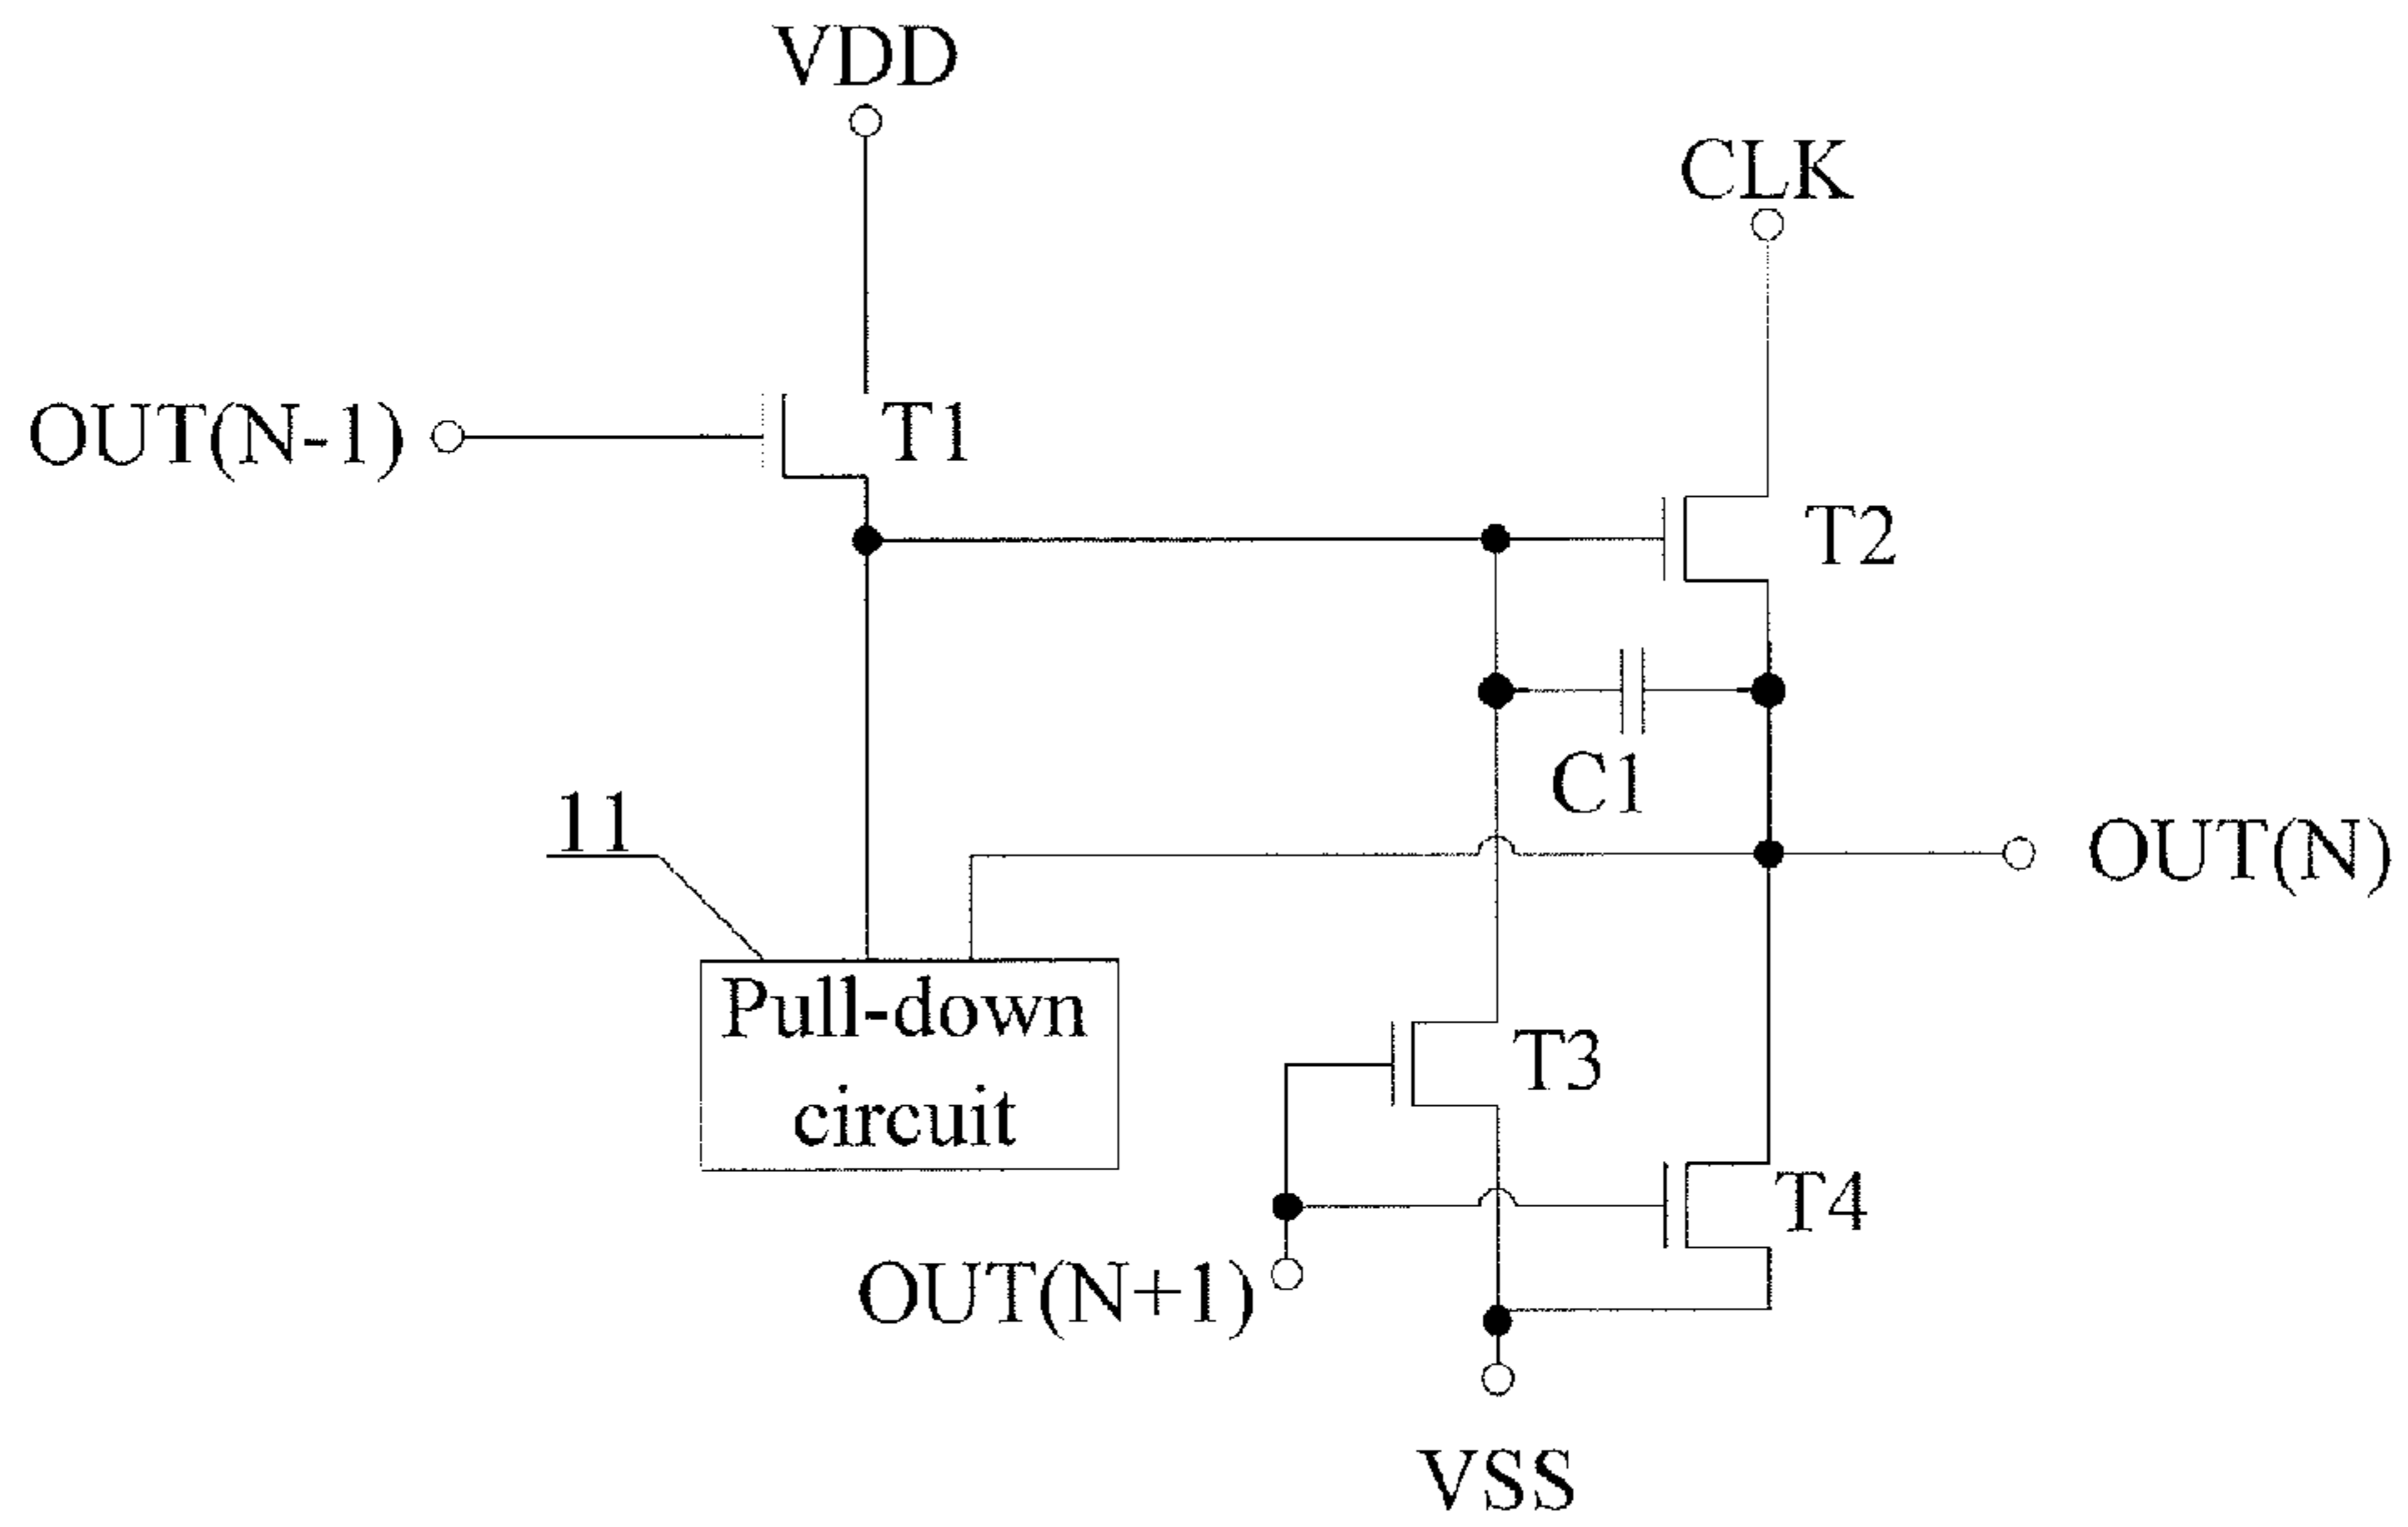 VDD
CLK
OUT(N-1)
T1
T2
C1
11
OUT(N)
Pull-down
circuit
T3
T4
OUT(N+1)
VSS